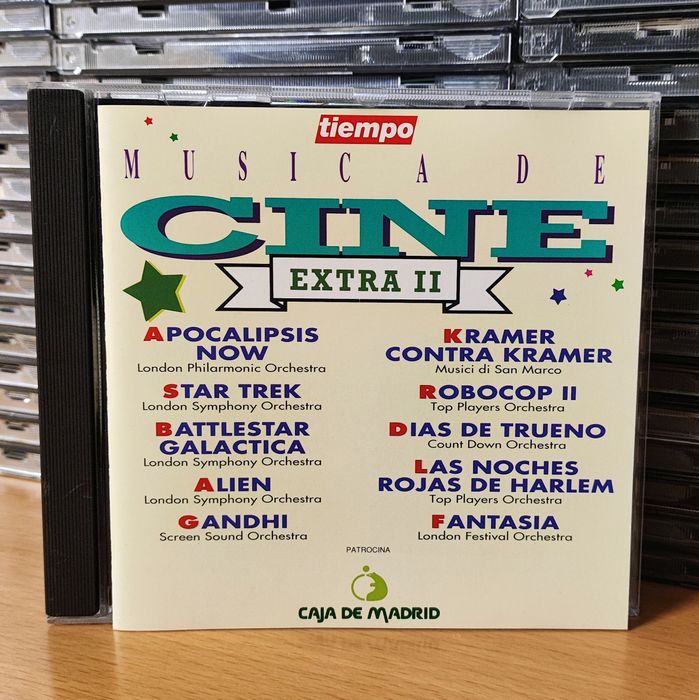 tiempo
MUSICA DE
CINE
EXTRA II
APOCALIPSIS
NOW
London Philarmonic Orchestra
STAR TREK
London Symphony Orchestra
BATTLESTAR
GALACTICA
London Symphony Orchestra
ALIEN
London Symphony Orchestra
GANDHI
Screen Sound Orchestra
KRAMER
CONTRA KRAMER
Musici di San Marco
ROBOCOP II
Top Players Orchestra
DIAS DE TRUENO
Count Down Orchestra
LAS NOCHES
ROJAS DE HARLEM
Top Players Orchestra
FANTASIA
London Festival Orchestra
PATROCINA
CAJA DE MADRID